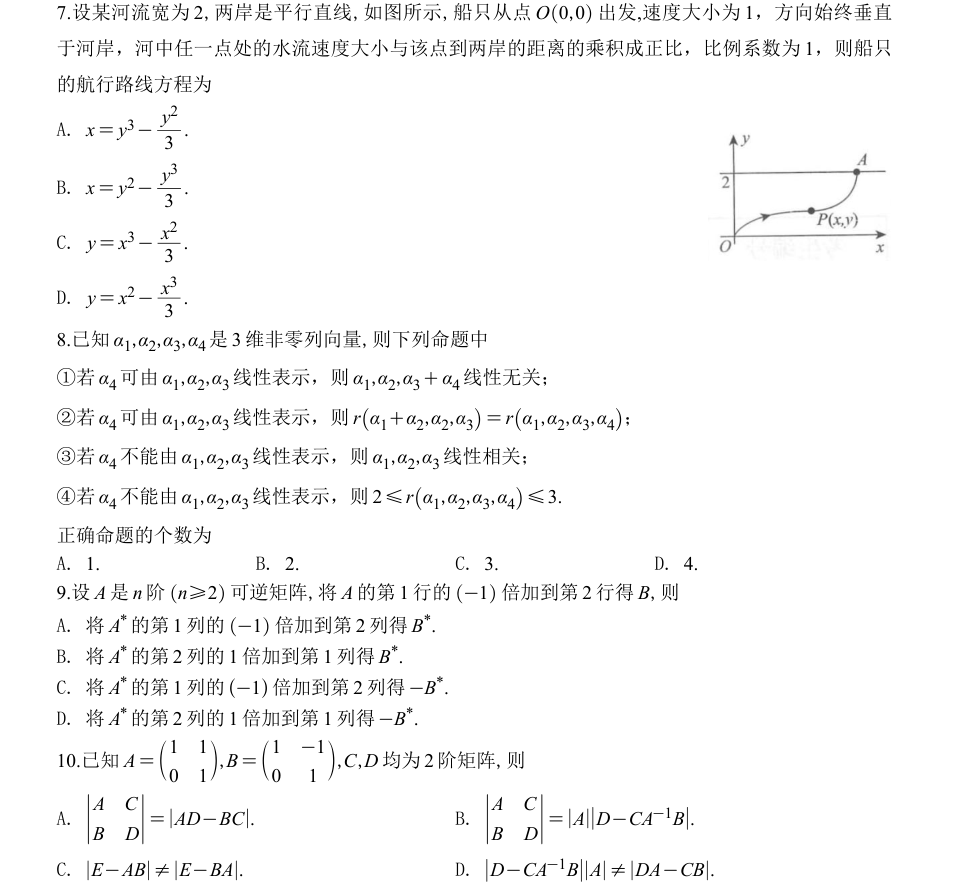 7.设某河流宽为2,两岸是平行直线,如图所示,船只从点O(0,0)出发,速度大小为1，方向始终垂直
于河岸，河中任一点处的水流速度大小与该点到两岸的距离的乘积成正比，比例系数为1，则船只
的航行路线方程为
A. x=y³−y²/3.
B. x=y²−y³/3.
C. y=x³−x²/3.
D. y=x²−x³/3.
y
A
2
P(x,y)
O
x
8.已知α₁,α₂,α₃,α₄是3维非零列向量,则下列命题中
①若α₄可由α₁,α₂,α₃线性表示，则α₁,α₂,α₃+α₄线性无关;
②若α₄可由α₁,α₂,α₃线性表示，则r(α₁+α₂,α₂,α₃)=r(α₁,α₂,α₃,α₄);
③若α₄不能由α₁,α₂,α₃线性表示，则α₁,α₂,α₃线性相关;
④若α₄不能由α₁,α₂,α₃线性表示，则2≤r(α₁,α₂,α₃,α₄)≤3.
正确命题的个数为
A. 1. B. 2. C. 3. D. 4.
9.设A是n阶(n≥2)可逆矩阵,将A的第1行的(−1)倍加到第2行得B,则
A. 将A*的第1列的(−1)倍加到第2列得B*.
B. 将A*的第2列的1倍加到第1列得B*.
C. 将A*的第1列的(−1)倍加到第2列得−B*.
D. 将A*的第2列的1倍加到第1列得−B*.
10.已知A=(1 1; 0 1),B=(1 −1; 0 1),C,D均为2阶矩阵,则
A. |A C; B D|=|AD−BC|. B. |A C; B D|=|A||D−CA⁻¹B|.
C. |E−AB|≠|E−BA|. D. |D−CA⁻¹B||A|≠|DA−CB|.